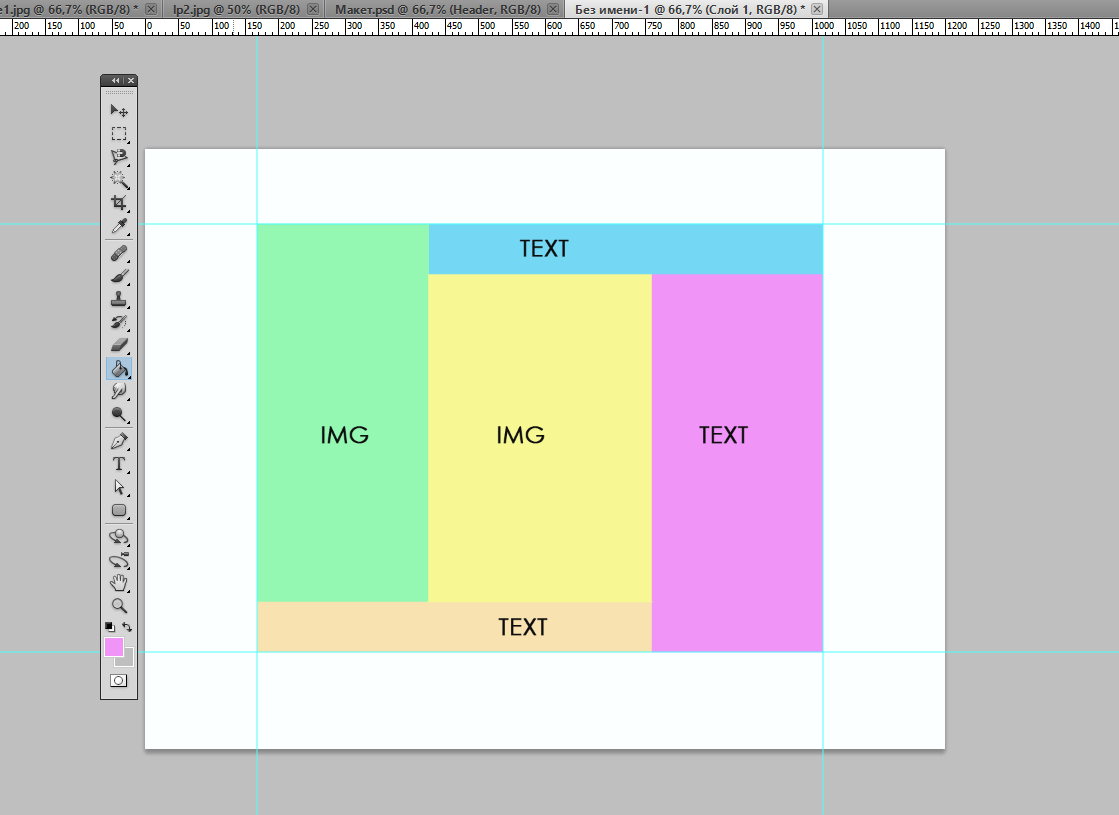 e1.jpg @ 66,7% (RGB/8) * lp2.jpg @ 50% (RGB/8) Макет.psd @ 66,7% (Header, RGB/8) Без имени-1 @ 66,7% (Слой 1, RGB/8) *
200 150 100 50 0 50 100 150 200 250 300 350 400 450 500 550 600 650 700 750 800 850 900 950 1000 1050 1100 1150 1200 1250 1300 1350 1400
TEXT
IMG IMG TEXT
T
TEXT